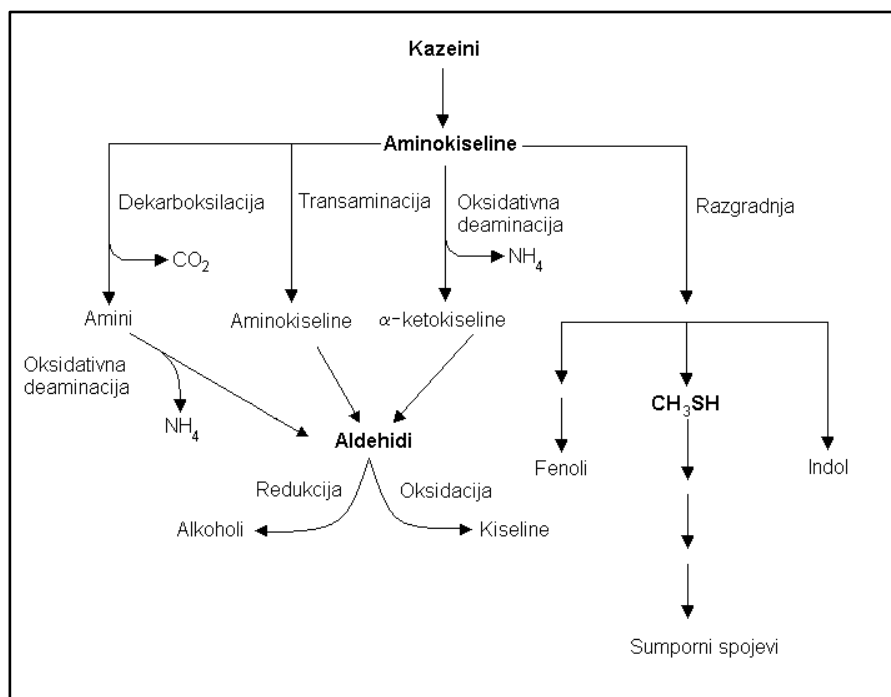 Kazeini
Aminokiseline
Dekarboksilacija
Transaminacija
Oksidativna
deaminacija
Razgradnja
CO₂
NH₄
Amini
Aminokiseline
α-ketokiseline
Oksidativna
deaminacija
NH₄
Aldehidi
CH₃SH
Fenoli
Indol
Redukcija
Oksidacija
Alkoholi
Kiseline
Sumporni spojevi